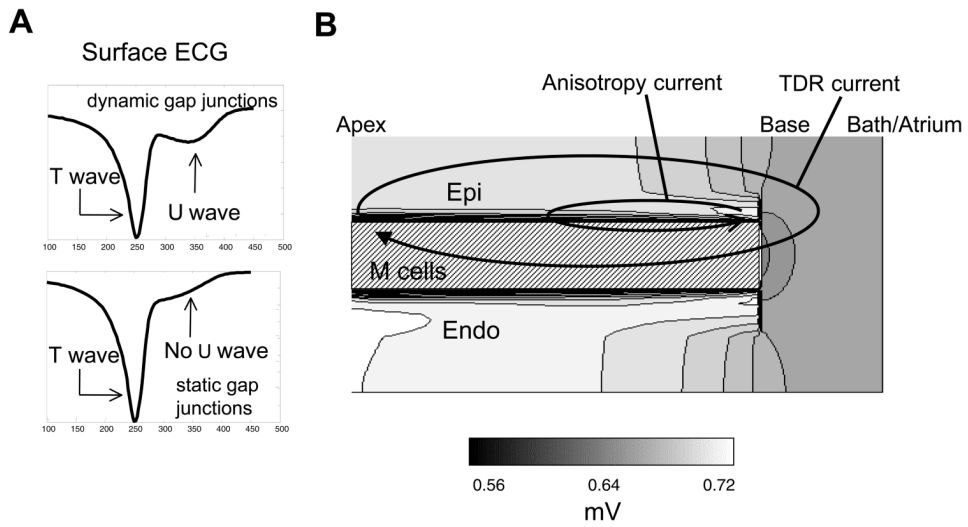 A
Surface ECG
dynamic gap junctions
T wave
U wave
100 150 200 250 300 350 400 450 500
T wave
No U wave
static gap
junctions
100 150 200 250 300 350 400 450 500
B
Anisotropy current
TDR current
Apex
Base
Bath/Atrium
Epi
M cells
Endo
0.56 0.64 0.72
mV